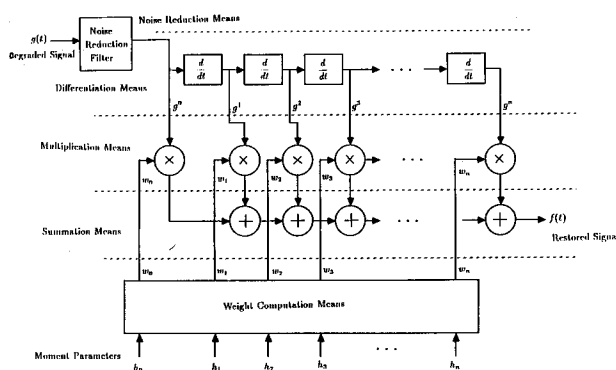 Noise Reduction Means
g(t)
Degraded Signal
Noise
Reduction
Filter
d/dt d/dt d/dt . . . d/dt
Differentiation Means
g⁰ g¹ g² g³ gⁿ
Multiplication Means
× × × × . . . ×
w₀ w₁ w₂ w₃ wₙ
+ + + . . . + f(t)
Summation Means
Restored Signal
w₀ w₁ w₂ w₃ wₙ
Weight Computation Means
Moment Parameters
h₀ h₁ h₂ h₃ . . . hₙ